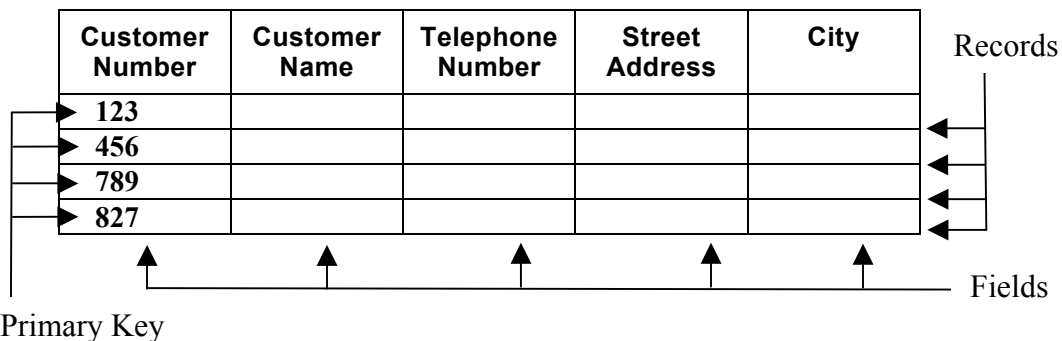 Customer Number
Customer Name
Telephone Number
Street Address
City
Records
123
456
789
827
Fields
Primary Key